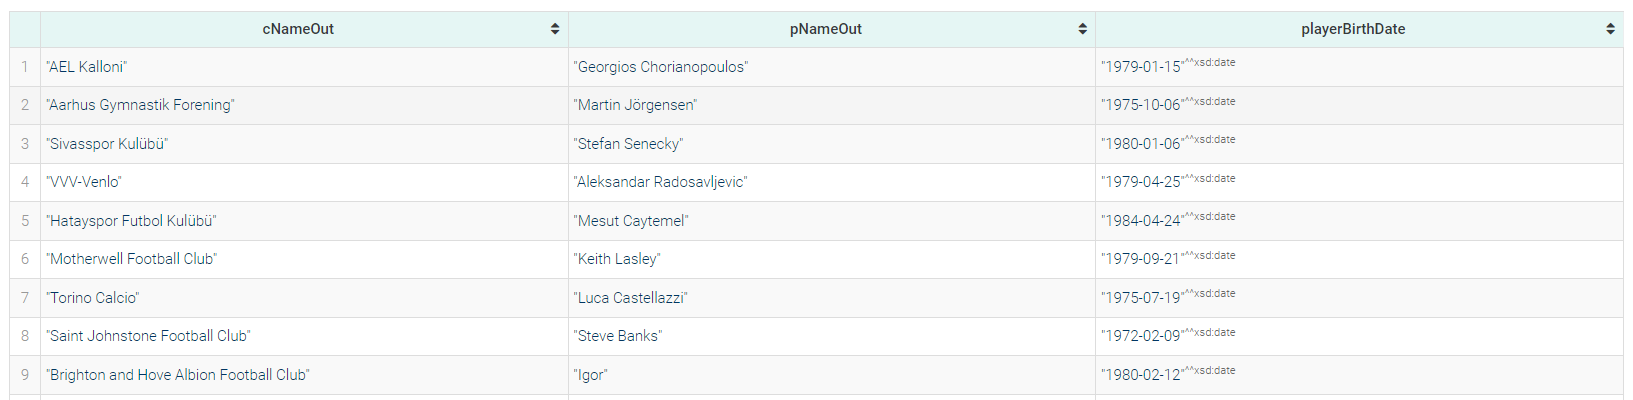 cNameOut pNameOut playerBirthDate
1 "AEL Kalloni" "Georgios Chorianopoulos" "1979-01-15"^^xsd:date
2 "Aarhus Gymnastik Forening" "Martin Jörgensen" "1975-10-06"^^xsd:date
3 "Sivasspor Kulübü" "Stefan Senecky" "1980-01-06"^^xsd:date
4 "VVV-Venlo" "Aleksandar Radosavljevic" "1979-04-25"^^xsd:date
5 "Hatayspor Futbol Kulübü" "Mesut Caytemel" "1984-04-24"^^xsd:date
6 "Motherwell Football Club" "Keith Lasley" "1979-09-21"^^xsd:date
7 "Torino Calcio" "Luca Castellazzi" "1975-07-19"^^xsd:date
8 "Saint Johnstone Football Club" "Steve Banks" "1972-02-09"^^xsd:date
9 "Brighton and Hove Albion Football Club" "Igor" "1980-02-12"^^xsd:date